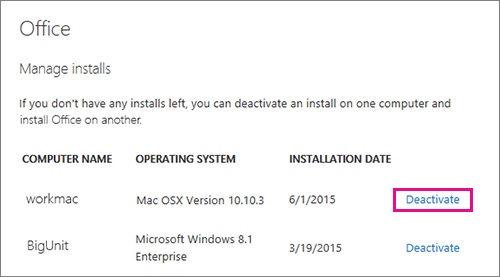 Office
Manage installs
If you don't have any installs left, you can deactivate an install on one computer and
install Office on another.
COMPUTER NAME OPERATING SYSTEM INSTALLATION DATE
workmac Mac OSX Version 10.10.3 6/1/2015 Deactivate
BigUnit Microsoft Windows 8.1 3/19/2015 Deactivate
Enterprise